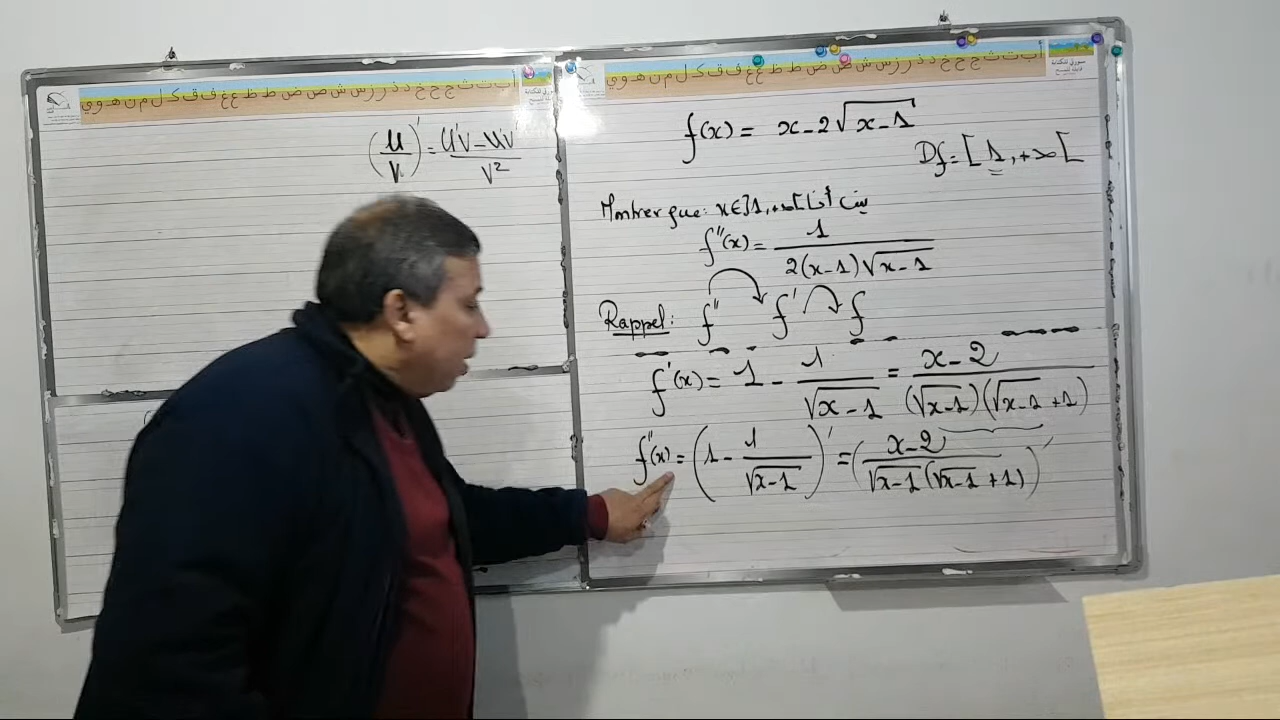 أ ب ت ث ج ح خ د ذ ر ز س ش ص ض ط ظ ع غ ف ق ك ل م ن ه و ي
(u/v)' = (u'v - uv')/v²
أ ب ت ث ج ح خ د ذ ر ز س ش ص ض ط ظ ع غ ف ق ك ل م ن ه و ي
f(x) = x - 2√(x-1)
Df = [1, +∞[
Montrer que: x∈]1, +∞[ بين أن
f''(x) = 1/(2(x-1)√(x-1))
Rappel: f'' f' f
f'(x) = 1 - 1/√(x-1) = (x-2)/((√(x-1))(√(x-1) +1))
f''(x) = (1 - 1/√(x-1))' = ((x-2)/(√(x-1)(√(x-1) +1)))'